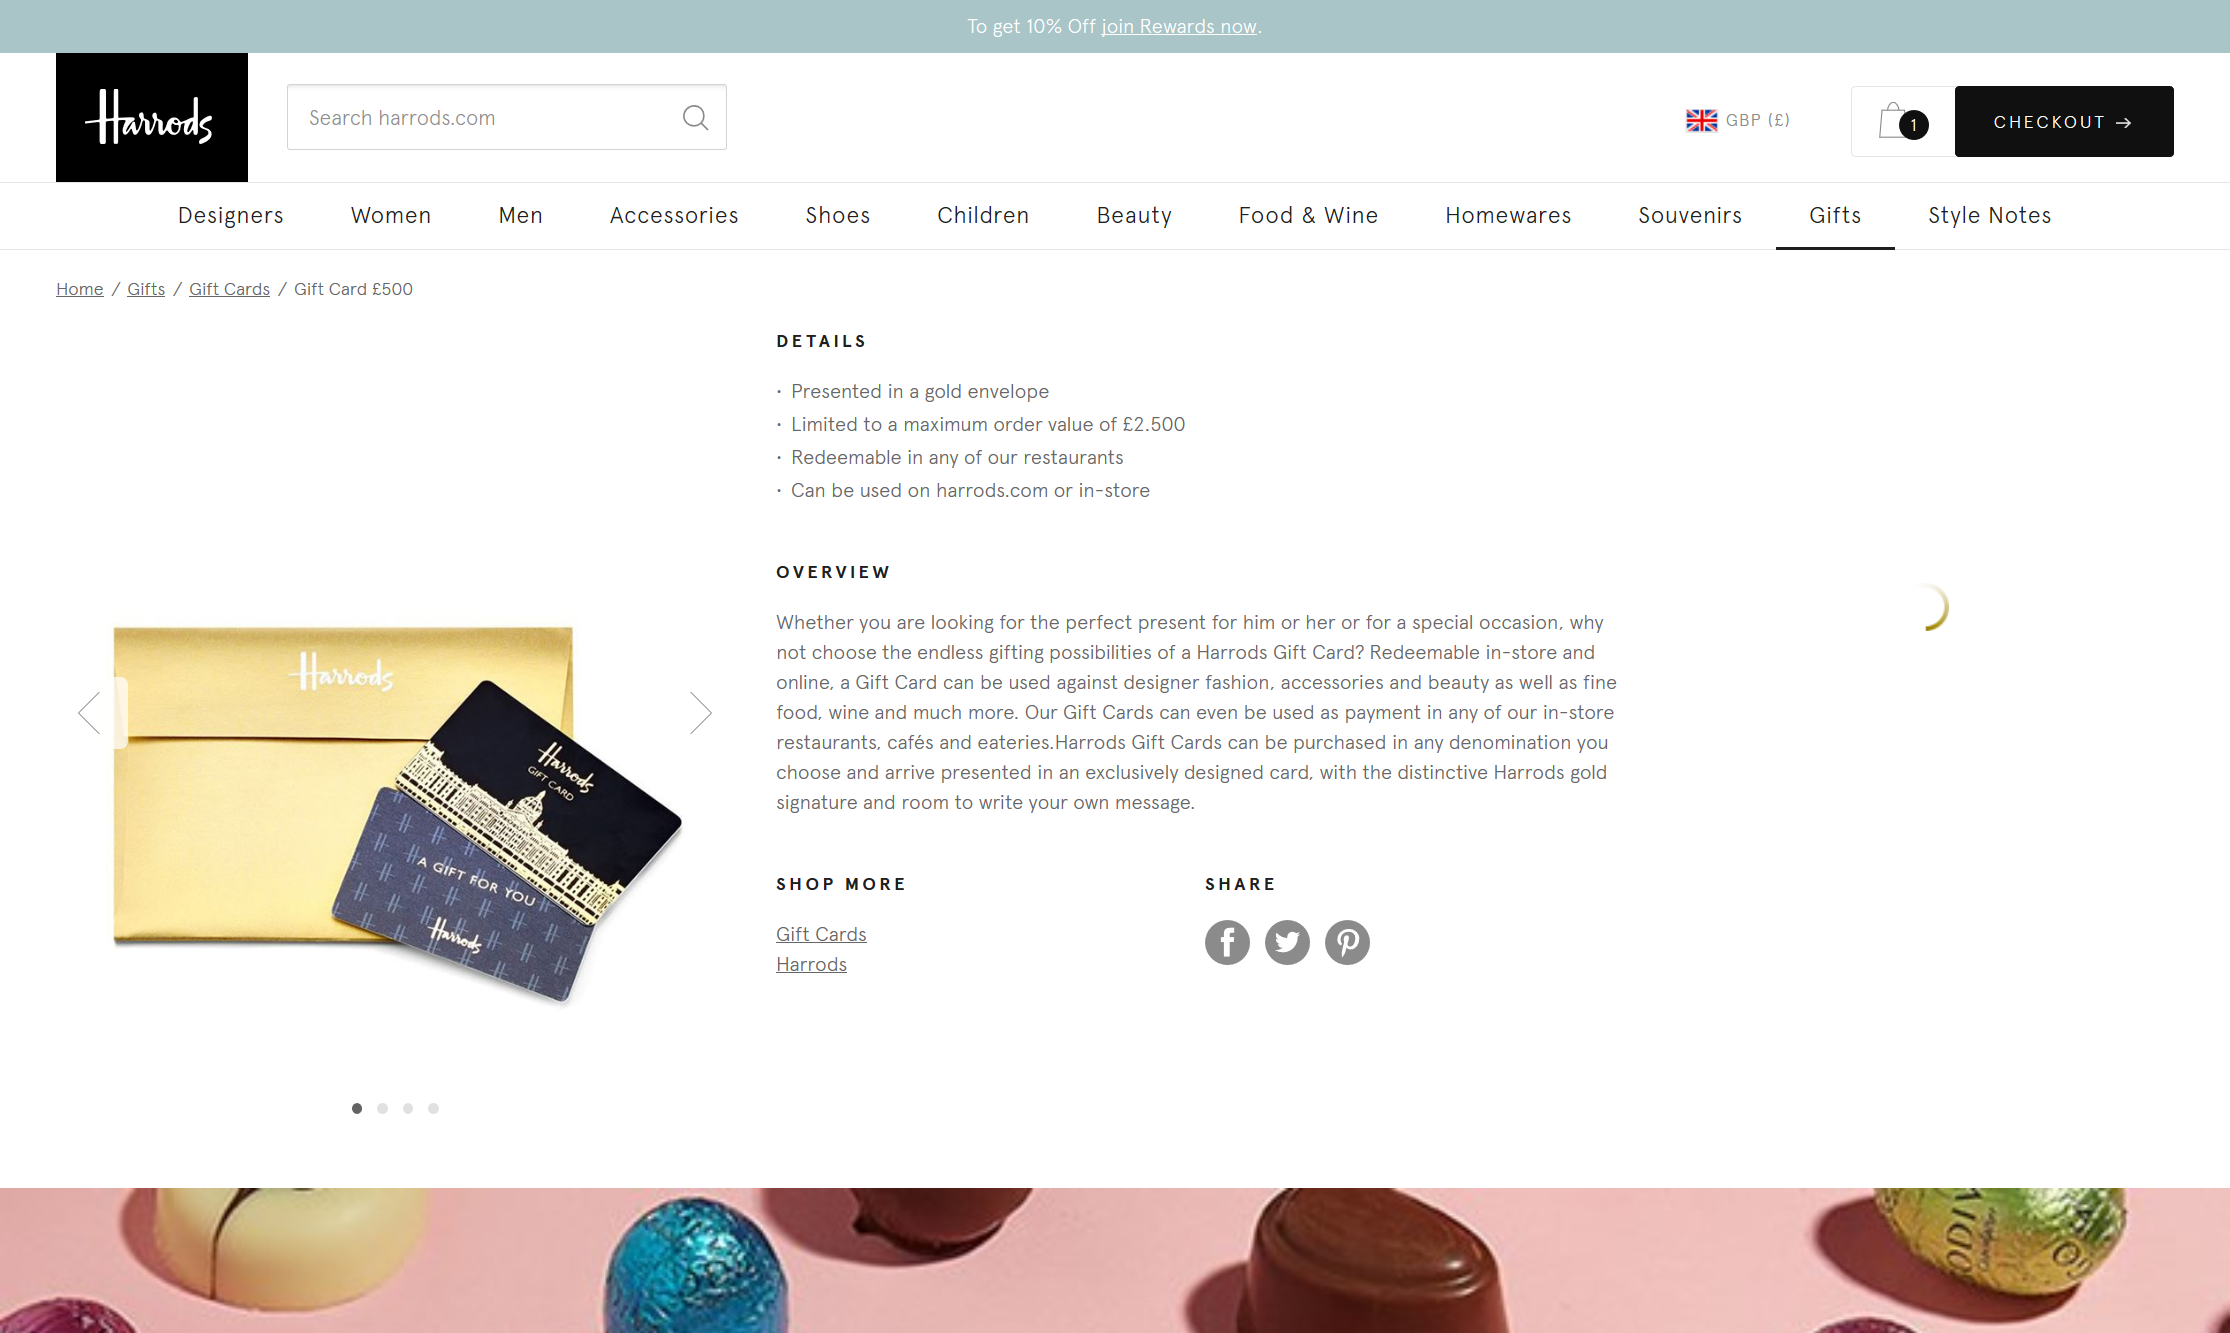 To get 10% Off join Rewards now.
Harrods
Search harrods.com
GBP (£)
1
CHECKOUT →
Designers
Women
Men
Accessories
Shoes
Children
Beauty
Food & Wine
Homewares
Souvenirs
Gifts
Style Notes
Home / Gifts / Gift Cards / Gift Card £500
DETAILS
· Presented in a gold envelope
· Limited to a maximum order value of £2.500
· Redeemable in any of our restaurants
· Can be used on harrods.com or in-store
OVERVIEW
Whether you are looking for the perfect present for him or her or for a special occasion, why
not choose the endless gifting possibilities of a Harrods Gift Card? Redeemable in-store and
online, a Gift Card can be used against designer fashion, accessories and beauty as well as fine
food, wine and much more. Our Gift Cards can even be used as payment in any of our in-store
restaurants, cafés and eateries.Harrods Gift Cards can be purchased in any denomination you
choose and arrive presented in an exclusively designed card, with the distinctive Harrods gold
signature and room to write your own message.
Harrods
Harrods
GIFT CARD
A GIFT FOR YOU
Harrods
SHOP MORE
Gift Cards
Harrods
SHARE